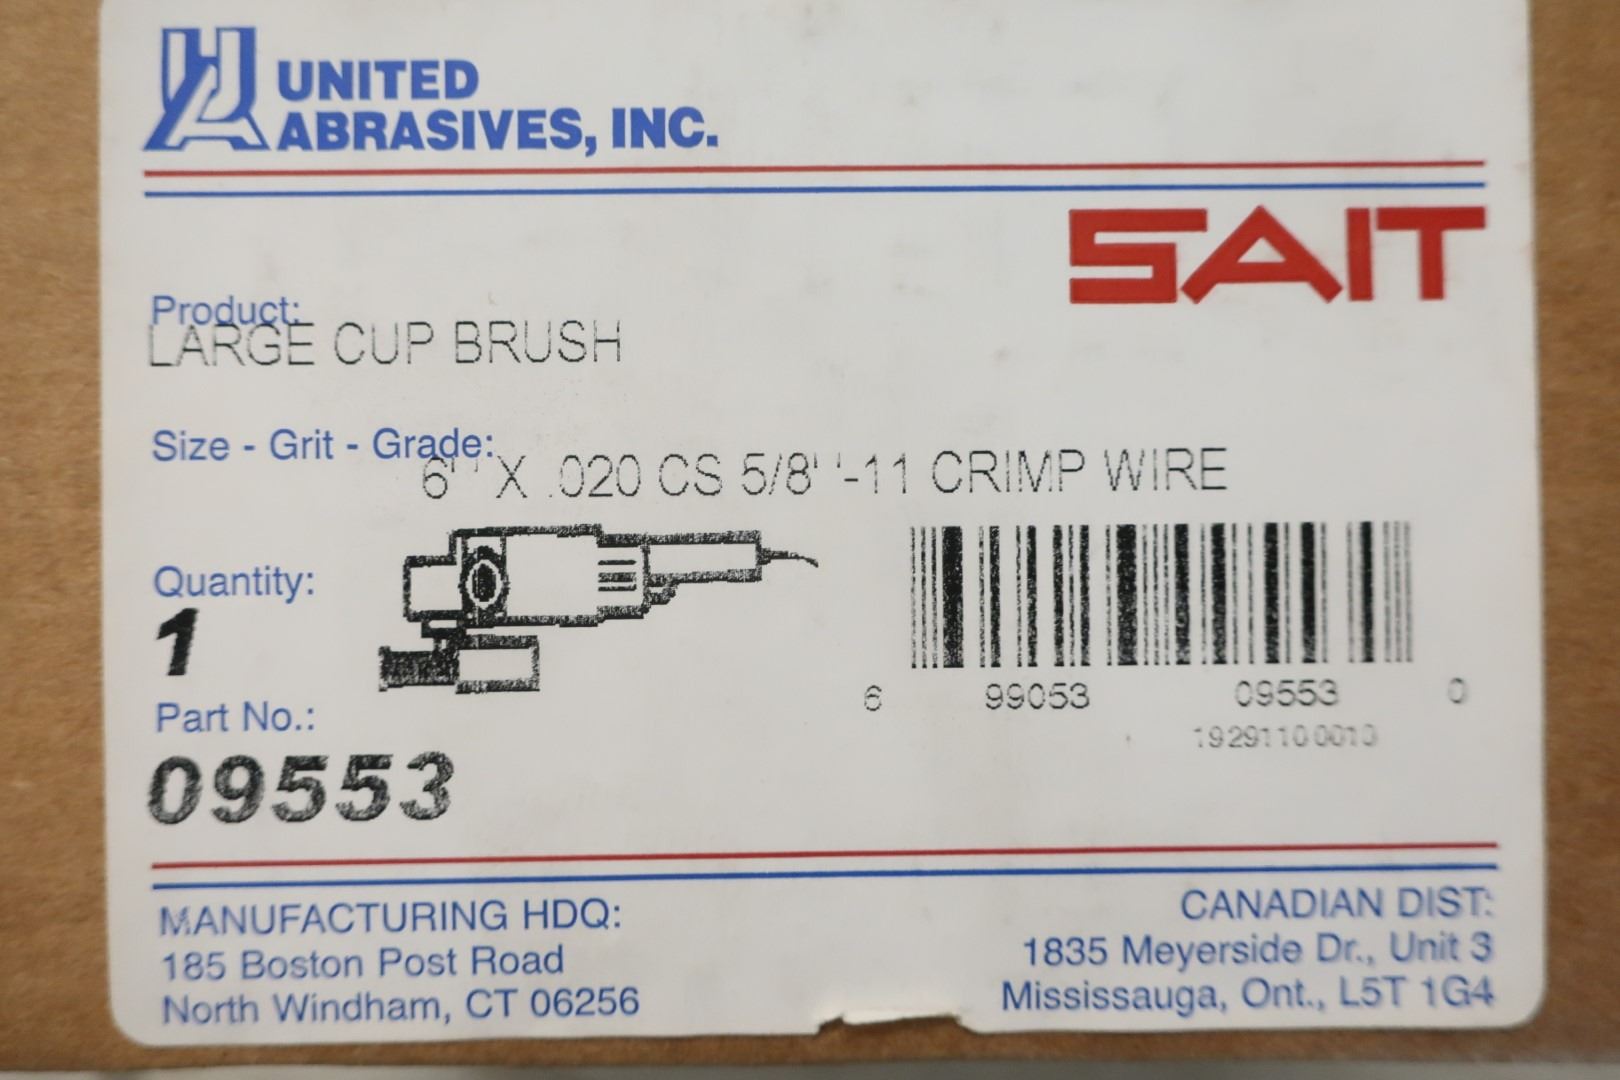 UNITED
ABRASIVES, INC.
SAIT
Product:
LARGE CUP BRUSH
Size - Grit - Grade:
6'' X .020 CS 5/8''-11 CRIMP WIRE
Quantity:
1
Part No.:
09553
6 99053 09553 0
19291100010
MANUFACTURING HDQ:
185 Boston Post Road
North Windham, CT 06256
CANADIAN DIST:
1835 Meyerside Dr., Unit 3
Mississauga, Ont., L5T 1G4